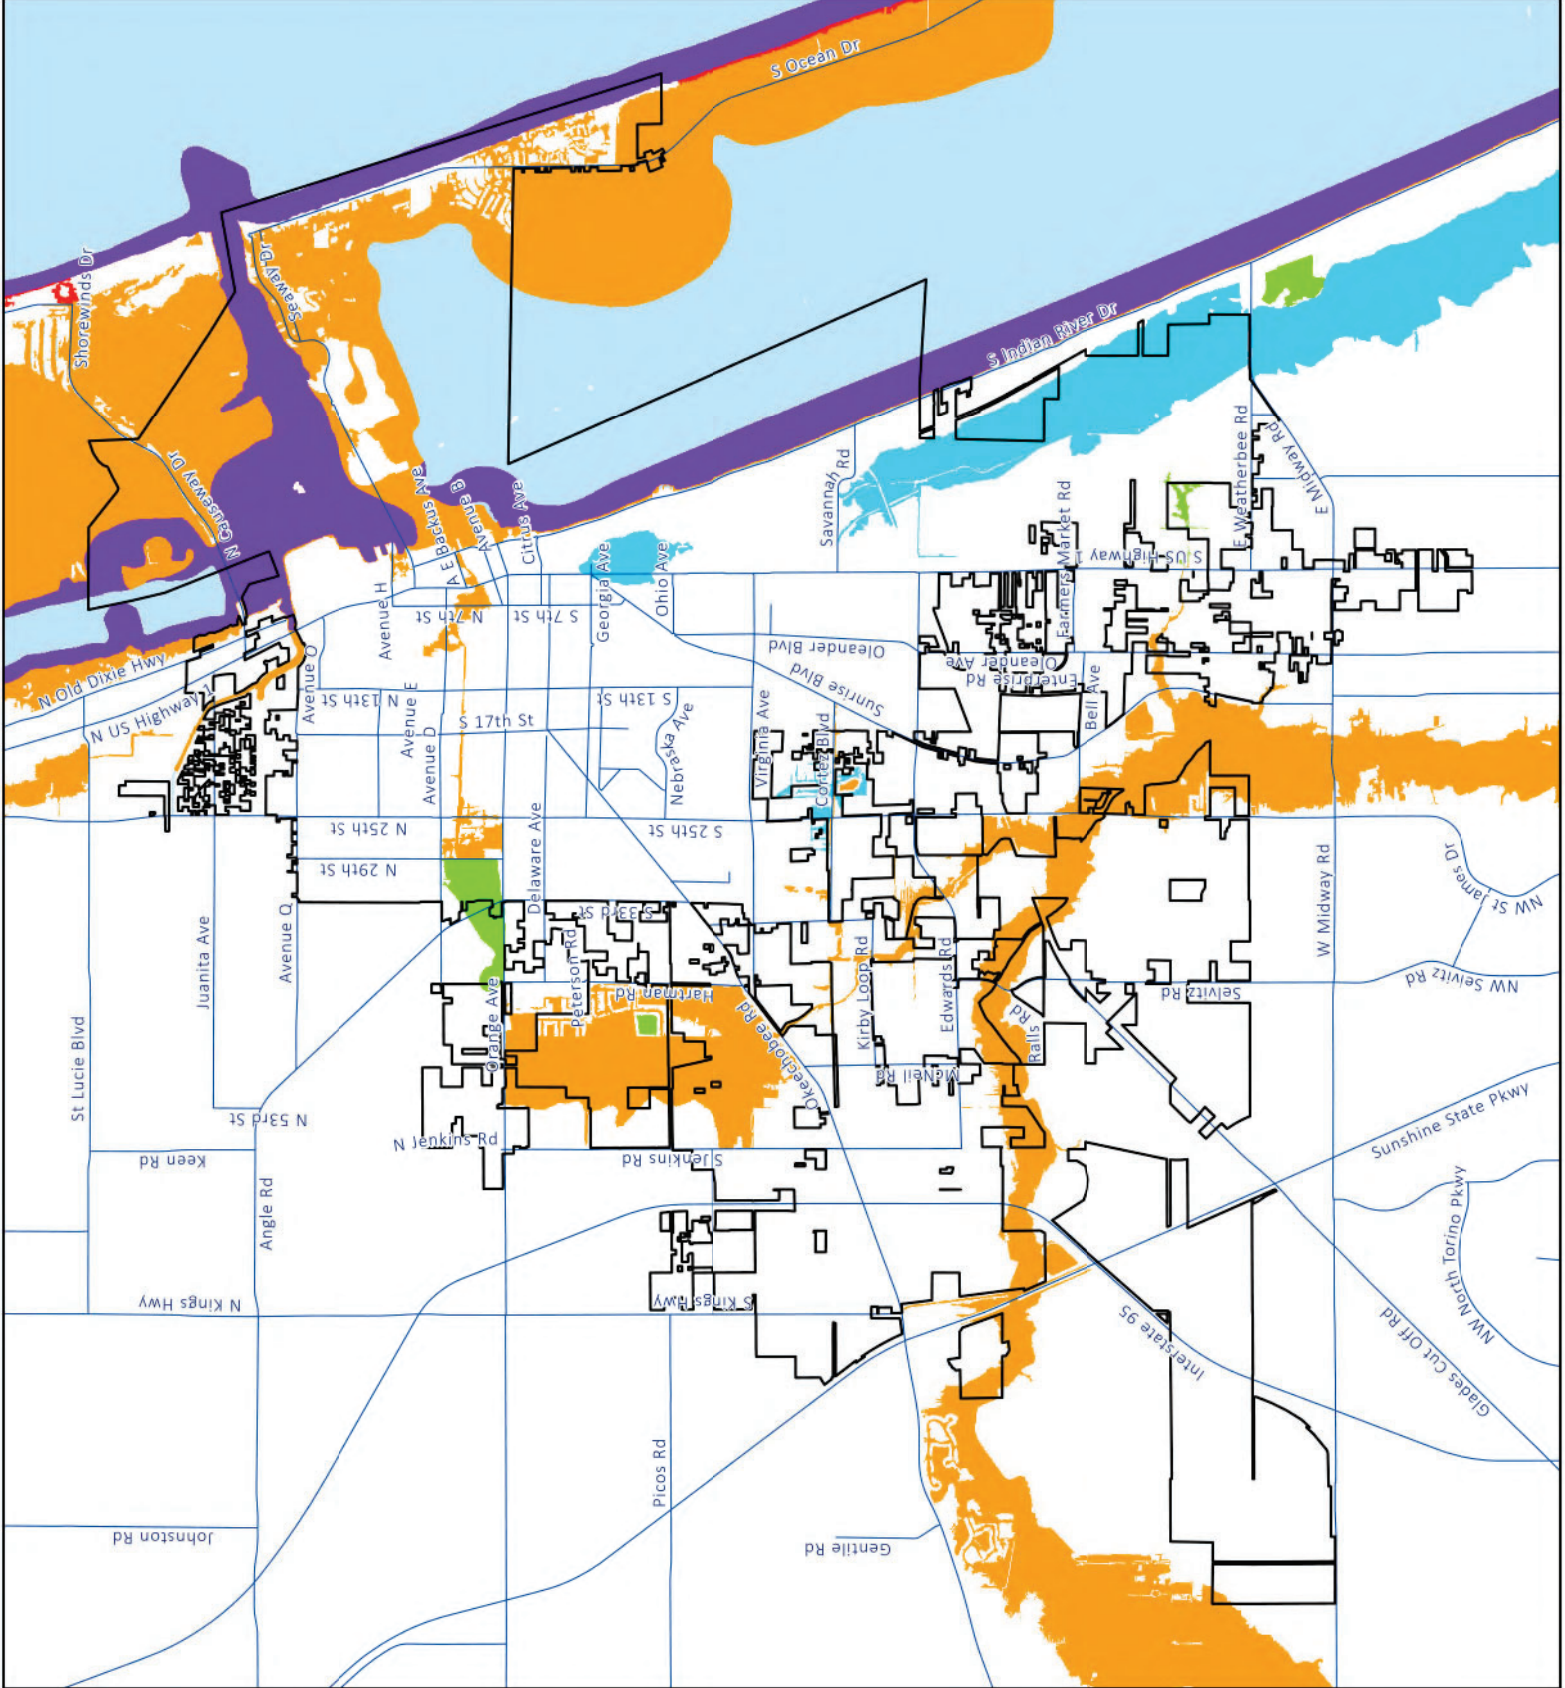 S Ocean Dr
Shorewinds Dr
Seaway Dr
S Indian River Dr
N Causeway Dr
A E Backus Ave
Avenue B
Avenue A
Citrus Ave
Savannah Rd
Farmers Market Rd
E Weatherbee Rd
E Midway Rd
S US Highway 1
Georgia Ave
Ohio Ave
Avenue H
N 7th St
S 7th St
Oleander Blvd
Oleander Ave
Enterprise Rd
Bell Ave
Sunrise Blvd
N Old Dixie Hwy
N US Highway 1
Avenue O
N 13th St
S 13th St
Avenue E
S 17th St
Avenue D
Nebraska Ave
Virginia Ave
Cortez Blvd
N 25th St
S 25th St
Delaware Ave
N 29th St
W Midway Rd
NW St James Dr
Juanita Ave
Avenue Q
S 33rd St
Peterson Rd
Hartman Rd
Orange Ave
Okeechobee Rd
Kirby Loop Rd
Edwards Rd
Ralls Rd
Selvitz Rd
NW Selvitz Rd
St Lucie Blvd
McNeil Rd
N 53rd St
N Jenkins Rd
S Jenkins Rd
Keen Rd
Sunshine State Pkwy
Angle Rd
NW North Torino Pkwy
N Kings Hwy
S Kings Hwy
Interstate 95
Glades Cut Off Rd
Picos Rd
Johnston Rd
Gentile Rd